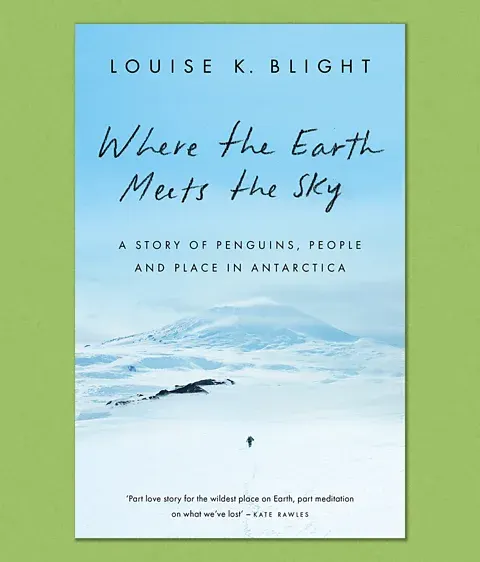 LOUISE K. BLIGHT
Where the Earth
Meets the Sky
A STORY OF PENGUINS, PEOPLE
AND PLACE IN ANTARCTICA
‘Part love story for the wildest place on Earth, part meditation
on what we’ve lost’ – KATE RAWLES